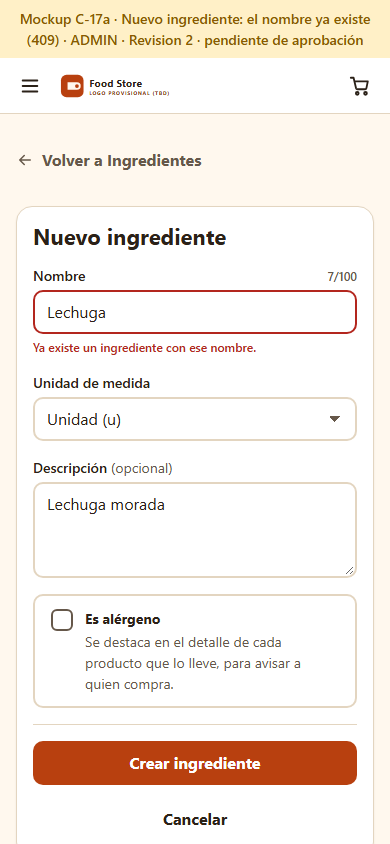 Mockup C-17a · Nuevo ingrediente: el nombre ya existe
(409) · ADMIN · Revision 2 · pendiente de aprobación
Food Store
LOGO PROVISIONAL (TBD)
← Volver a Ingredientes
Nuevo ingrediente
Nombre 7/100
Lechuga
Ya existe un ingrediente con ese nombre.
Unidad de medida
Unidad (u)
Descripción (opcional)
Lechuga morada
Es alérgeno
Se destaca en el detalle de cada
producto que lo lleve, para avisar a
quien compra.
Crear ingrediente
Cancelar